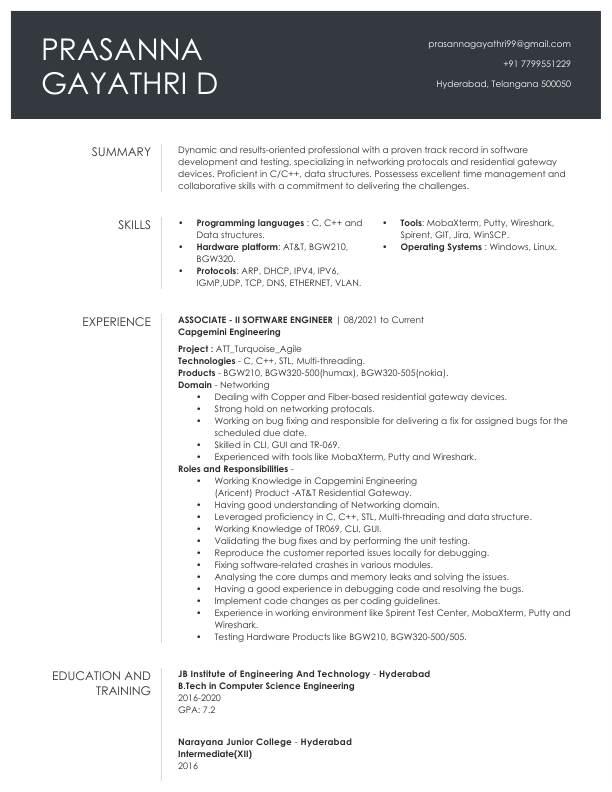 PRASANNA
GAYATHRI D
prasannagayathri99@gmail.com
+91 7799551229
Hyderabad, Telangana 500050
SUMMARY
Dynamic and results-oriented professional with a proven track record in software
development and testing, specializing in networking protocals and residential gateway
devices. Proficient in C/C++, data structures. Possessess excellent time management and
collaborative skills with a commitment to delivering the challenges.
SKILLS
• Programming languages : C, C++ and
Data structures.
• Hardware platform: AT&T, BGW210,
BGW320.
• Protocols: ARP, DHCP, IPV4, IPV6,
IGMP,UDP, TCP, DNS, ETHERNET, VLAN.
• Tools: MobaXterm, Putty, Wireshark,
Spirent, GIT, Jira, WinSCP.
• Operating Systems : Windows, Linux.
EXPERIENCE
ASSOCIATE - II SOFTWARE ENGINEER | 08/2021 to Current
Capgemini Engineering
Project : ATT_Turquoise_Agile
Technologies - C, C++, STL, Multi-threading.
Products - BGW210, BGW320-500(humax), BGW320-505(nokia).
Domain - Networking
• Dealing with Copper and Fiber-based residential gateway devices.
• Strong hold on networking protocals.
• Working on bug fixing and responsible for delivering a fix for assigned bugs for the
scheduled due date.
• Skilled in CLI, GUI and TR-069.
• Experienced with tools like MobaXterm, Putty and Wireshark.
Roles and Responsibilities -
• Working Knowledge in Capgemini Engineering
(Aricent) Product -AT&T Residential Gateway.
• Having good understanding of Networking domain.
• Leveraged proficiency in C, C++, STL, Multi-threading and data structure.
• Working Knowledge of TR069, CLI, GUI.
• Validating the bug fixes and by performing the unit testing.
• Reproduce the customer reported issues locally for debugging.
• Fixing software-related crashes in various modules.
• Analysing the core dumps and memory leaks and solving the issues.
• Having a good experience in debugging code and resolving the bugs.
• Implement code changes as per coding guidelines.
• Experience in working environment like Spirent Test Center, MobaXterm, Putty and
Wireshark.
• Testing Hardware Products like BGW210, BGW320-500/505.
EDUCATION AND
TRAINING
JB Institute of Engineering And Technology - Hyderabad
B.Tech in Computer Science Engineering
2016-2020
GPA: 7.2
Narayana Junior College - Hyderabad
Intermediate(XII)
2016